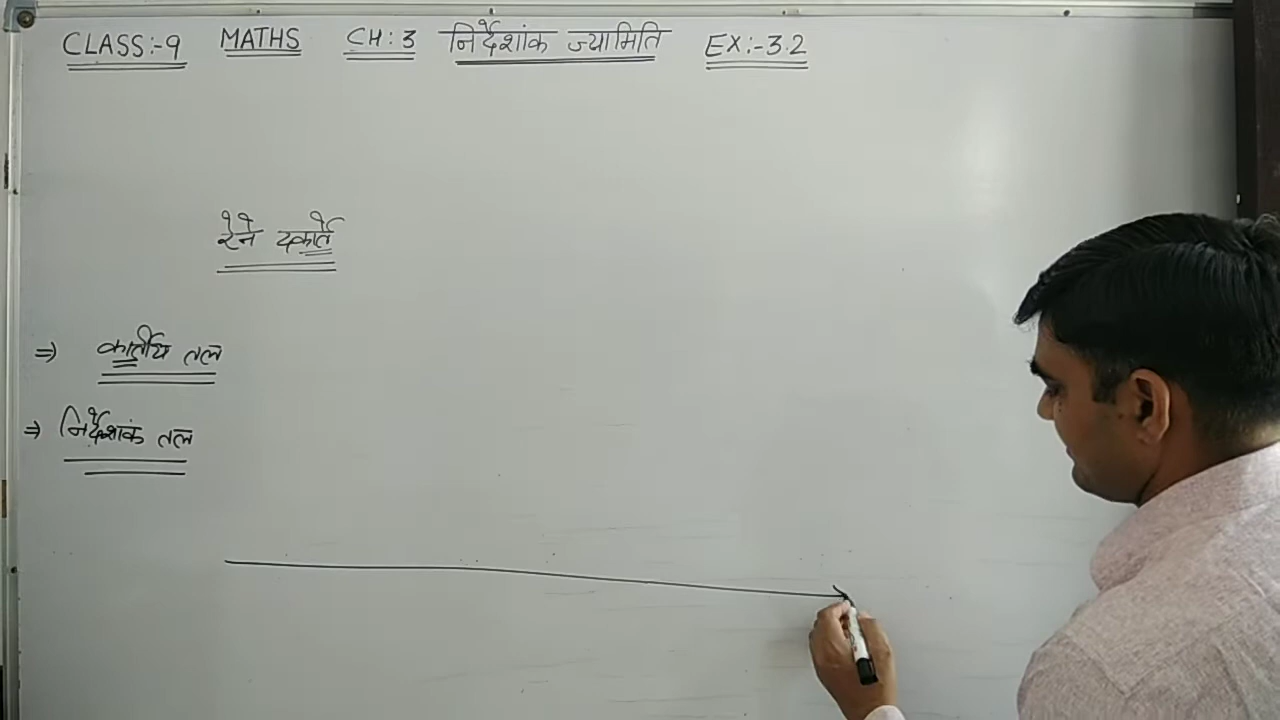 CLASS:-9 MATHS CH:3 निर्देशांक ज्यामिति EX:-3.2
रेने दकार्ते
⇒ कार्तीय तल
⇒ निर्देशांक तल